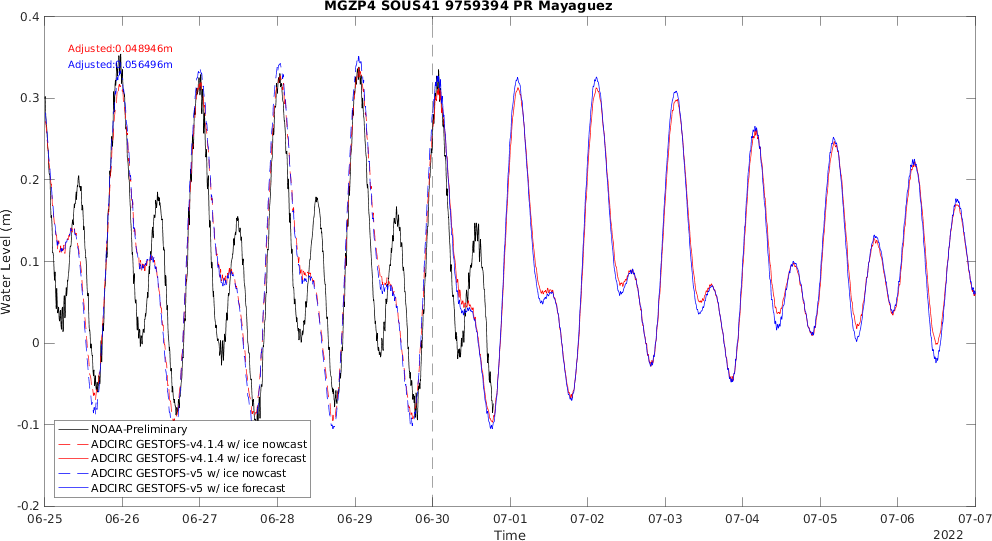 MGZP4 SOUS41 9759394 PR Mayaguez
Adjusted:0.048946m
Adjusted:0.056496m
Water Level (m)
0.4
0.3
0.2
0.1
0
-0.1
-0.2
NOAA-Preliminary
ADCIRC GESTOFS-v4.1.4 w/ ice nowcast
ADCIRC GESTOFS-v4.1.4 w/ ice forecast
ADCIRC GESTOFS-v5 w/ ice nowcast
ADCIRC GESTOFS-v5 w/ ice forecast
06-25 06-26 06-27 06-28 06-29 06-30 07-01 07-02 07-03 07-04 07-05 07-06 07-07
Time
2022